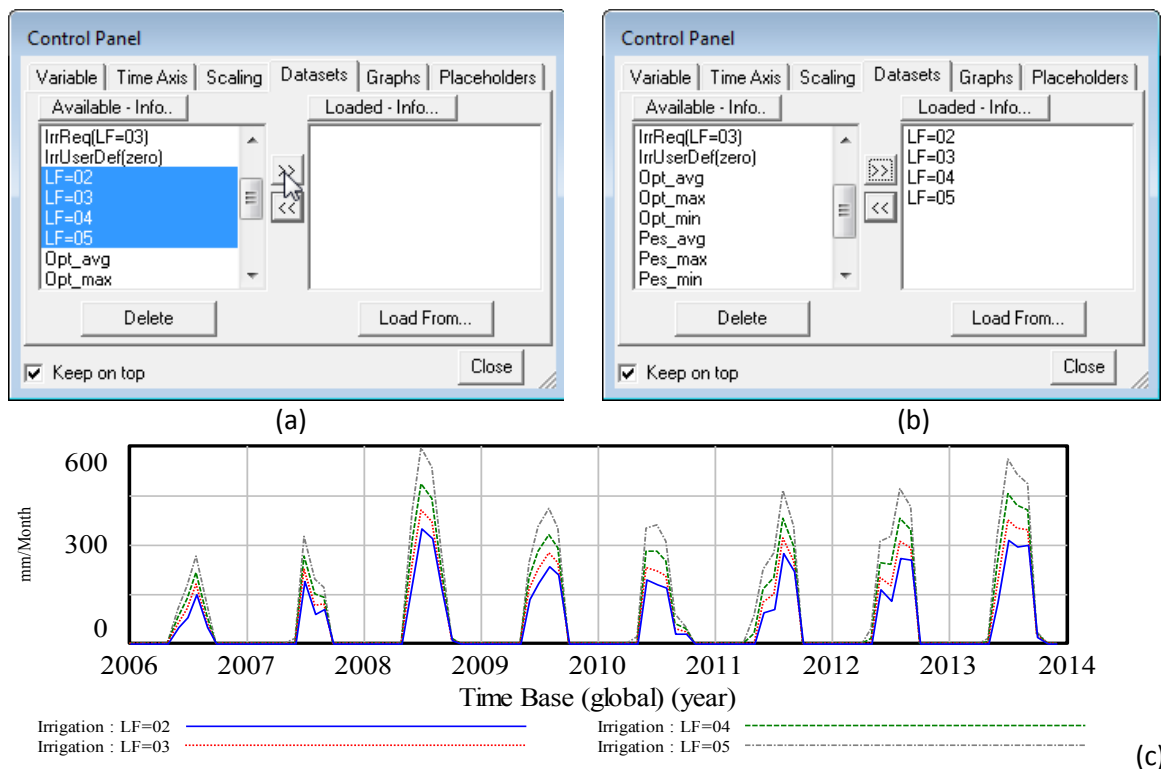 Control Panel
Variable Time Axis Scaling Datasets Graphs Placeholders
Available - Info.. Loaded - Info...
IrrReq(LF=03)
IrrUserDef(zero)
LF=02
LF=03
LF=04
LF=05
Opt_avg
Opt_max
>>
<<
Delete Load From...
Keep on top Close
(a)
Control Panel
Variable Time Axis Scaling Datasets Graphs Placeholders
Available - Info.. Loaded - Info...
IrrReq(LF=03)
IrrUserDef(zero)
Opt_avg
Opt_max
Opt_min
Pes_avg
Pes_max
Pes_min
>>
<<
LF=02
LF=03
LF=04
LF=05
Delete Load From...
Keep on top Close
(b)
600
300
0
mm/Month
2006 2007 2008 2009 2010 2011 2012 2013 2014
Time Base (global) (year)
Irrigation : LF=02
Irrigation : LF=03
Irrigation : LF=04
Irrigation : LF=05
(c)